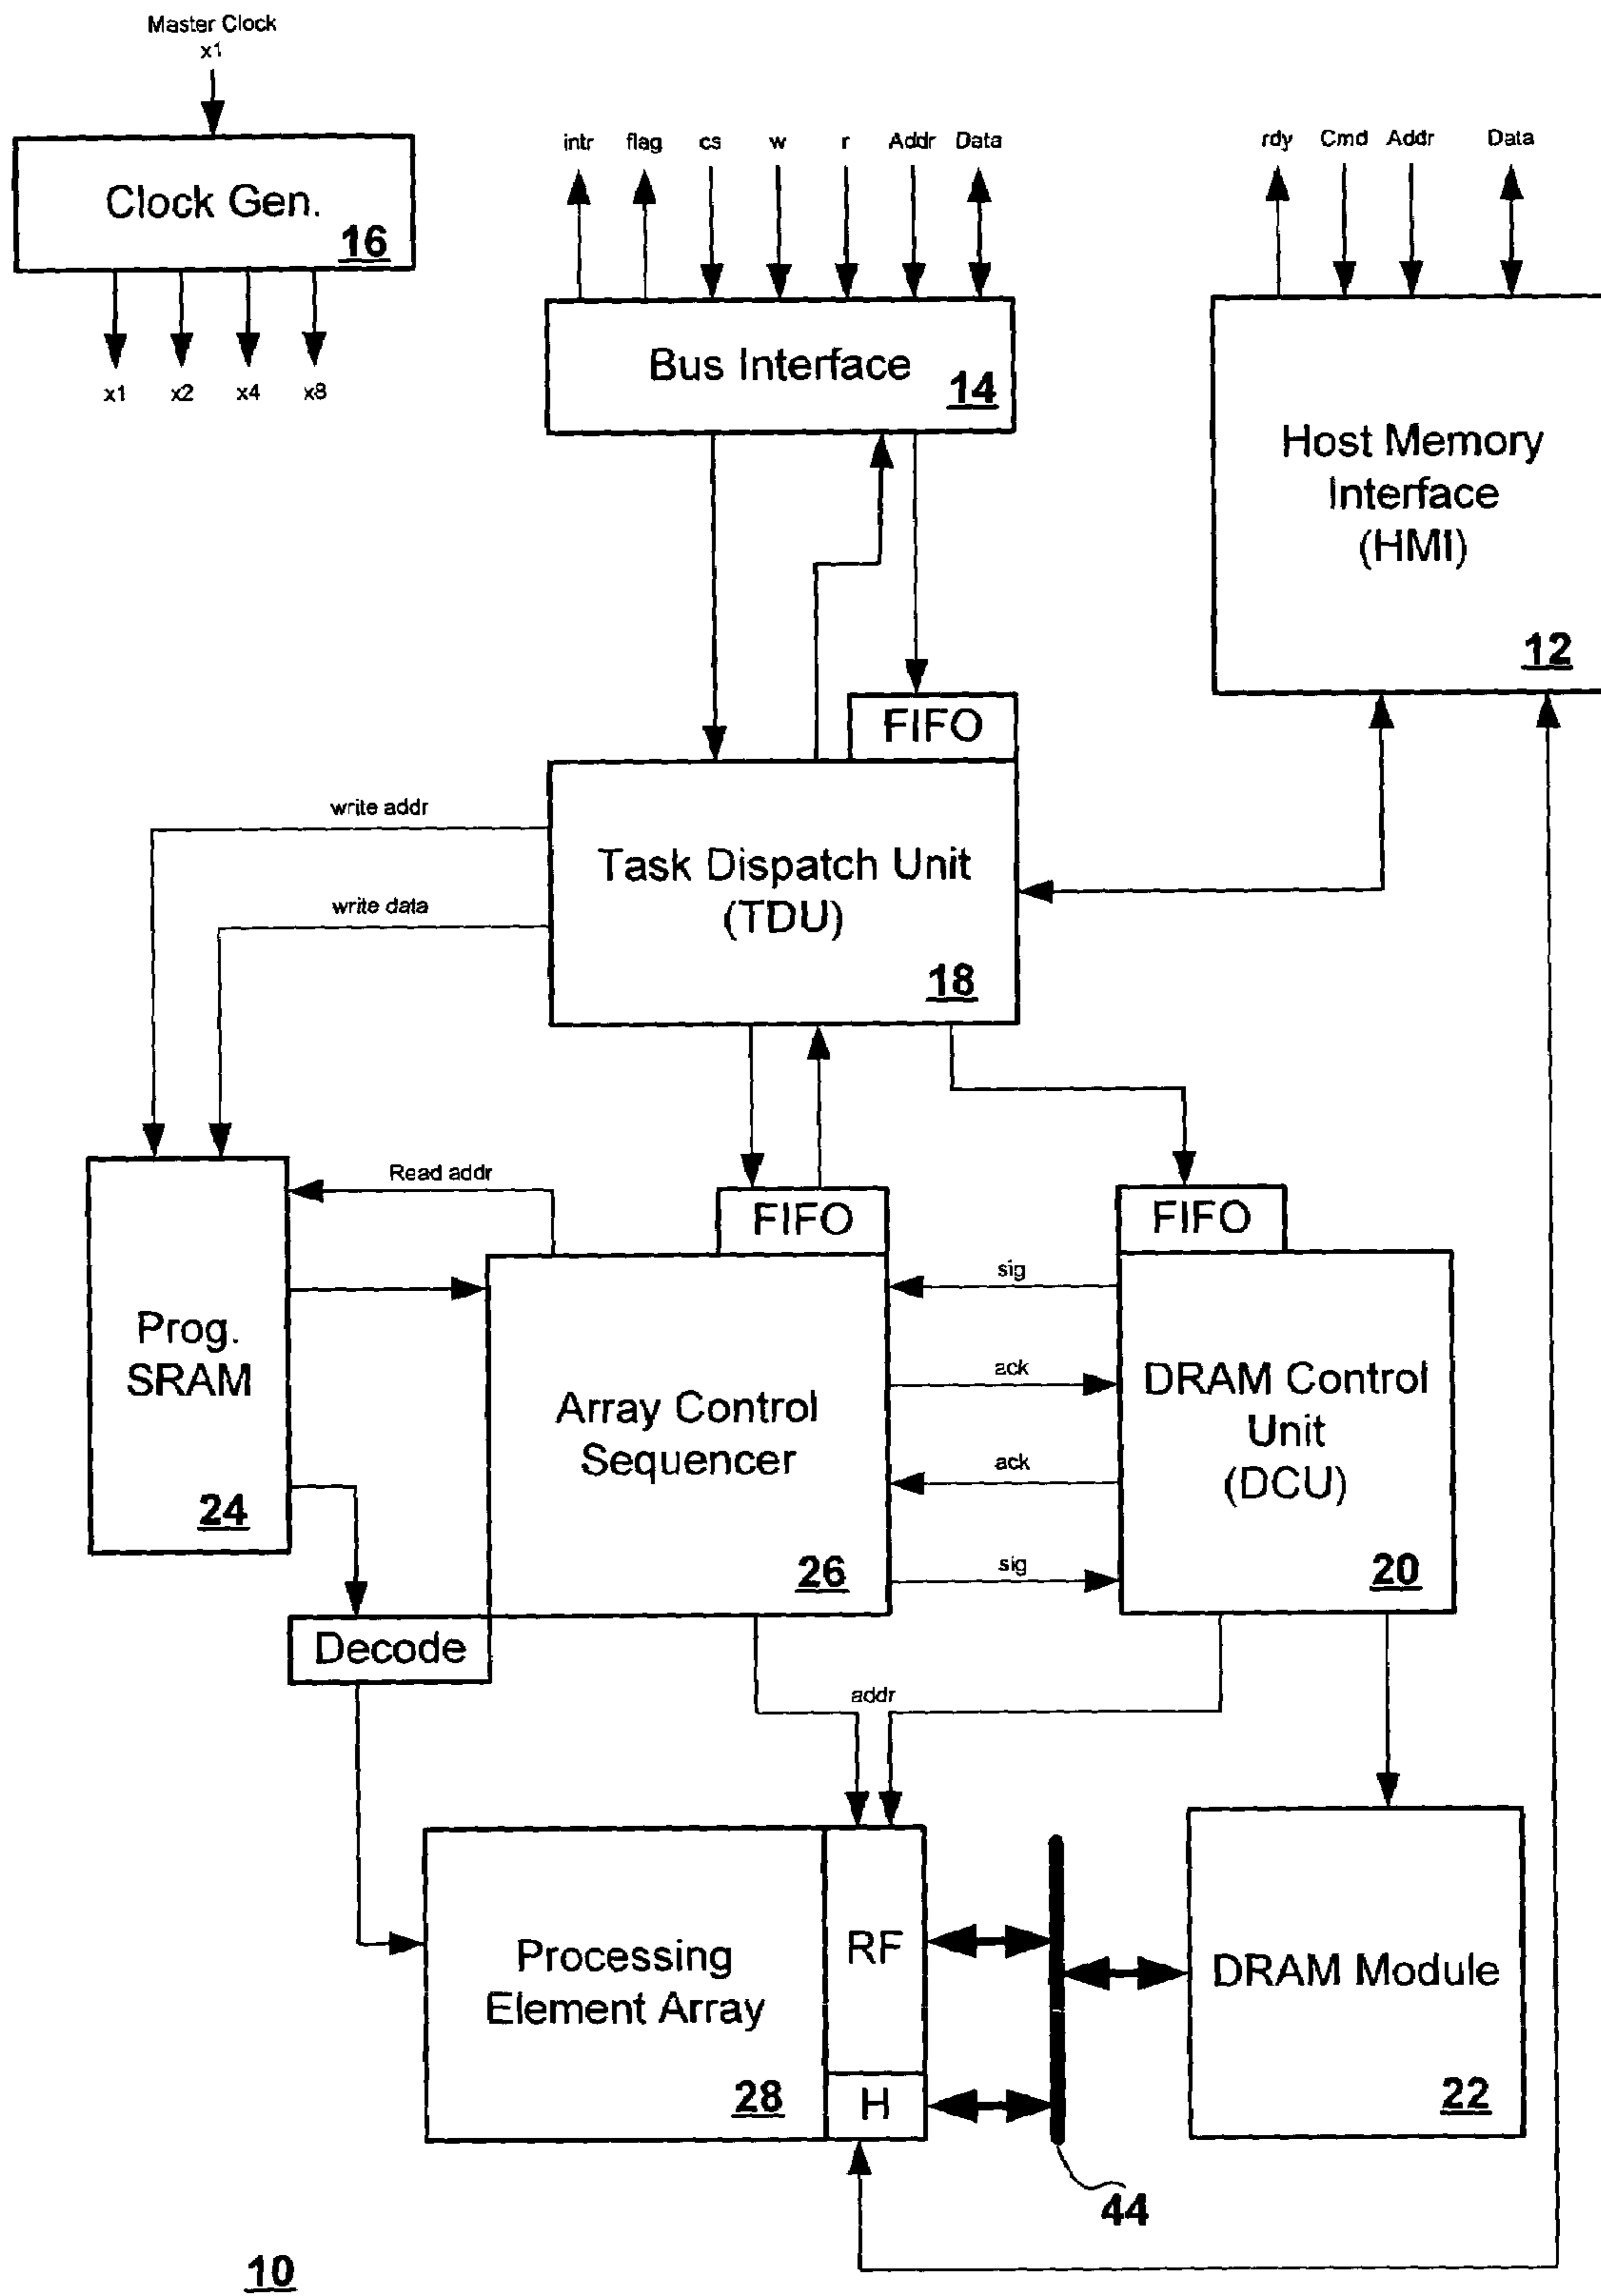 Master Clock
x1
Clock Gen.
16
x1 x2 x4 x8
intr flag cs w r Addr Data
Bus Interface
14
rdy Cmd Addr Data
Host Memory
Interface
(HMI)
12
FIFO
Task Dispatch Unit
(TDU)
18
write addr
write data
Read addr
Prog.
SRAM
24
FIFO
Array Control
Sequencer
26
sig
ack
ack
sig
FIFO
DRAM Control
Unit
(DCU)
20
Decode
addr
Processing
Element Array
28
RF
H
44
DRAM Module
22
10